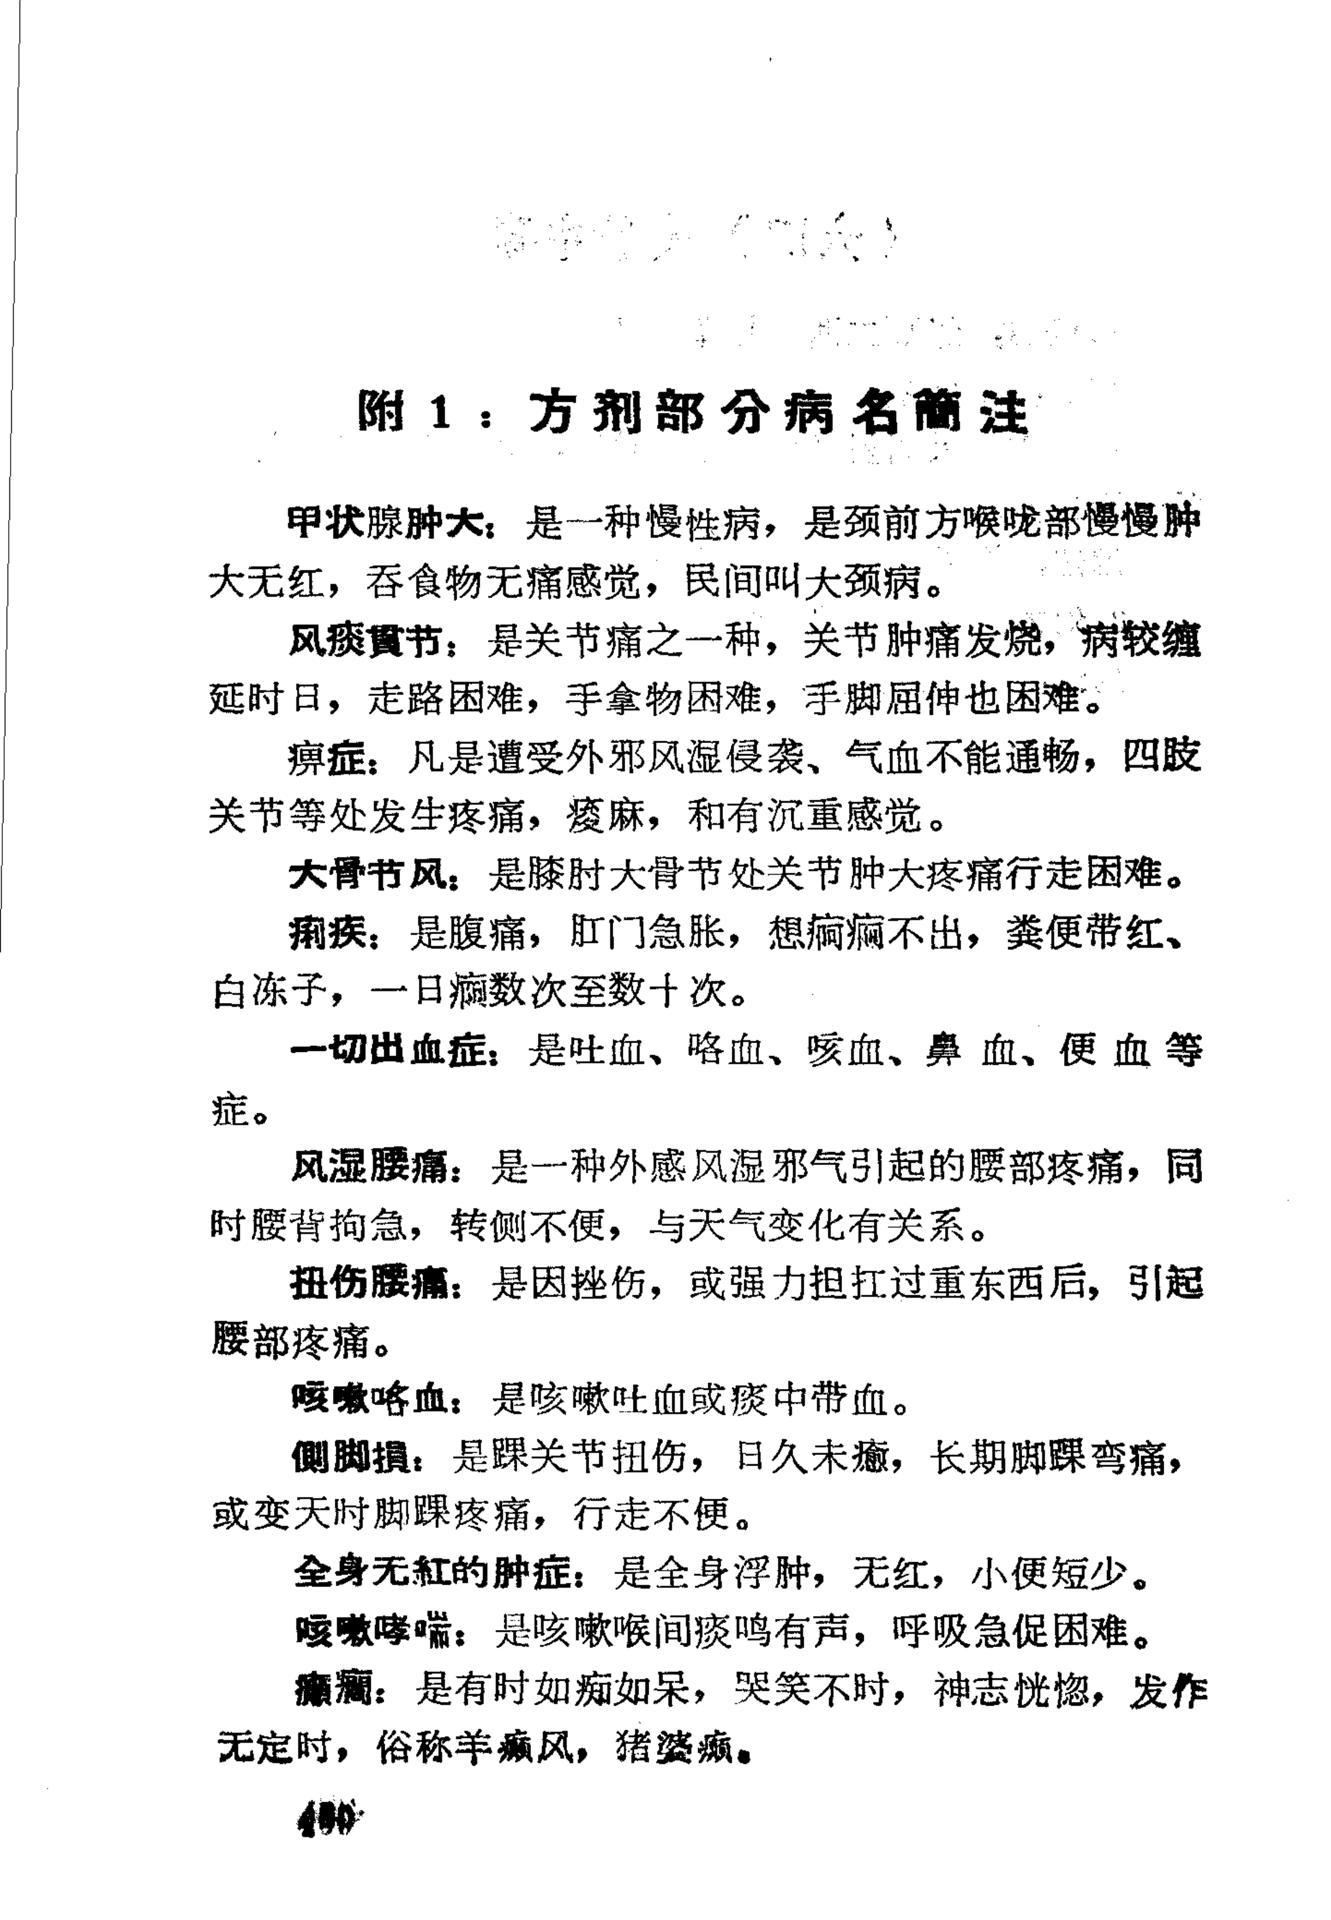 附1：方剂部分病名簡注
甲状腺肿大：是一种慢性病，是颈前方喉咙部慢慢肿
大无红，吞食物无痛感觉，民间叫大颈病。
风痰貫节：是关节痛之一种，关节肿痛发烧，病较缠
延时日，走路困难，手拿物困难，手脚屈伸也困难。
痹症：凡是遭受外邪风湿侵袭、气血不能通畅，四肢
关节等处发生疼痛，痠麻，和有沉重感觉。
大骨节风：是膝肘大骨节处关节肿大疼痛行走困难。
痢疾：是腹痛，肛门急胀，想痾痾不出，粪便带红、
白冻子，一日痾数次至数十次。
一切出血症：是吐血、咯血、咳血、鼻血、便血等
症。
风湿腰痛：是一种外感风湿邪气引起的腰部疼痛，同
时腰背拘急，转侧不便，与天气变化有关系。
扭伤腰痛：是因挫伤，或强力担扛过重东西后，引起
腰部疼痛。
咳嗽咯血：是咳嗽吐血或痰中带血。
側脚損：是踝关节扭伤，日久未癒，长期脚踝弯痛，
或变天时脚踝疼痛，行走不便。
全身无紅的肿症：是全身浮肿，无红，小便短少。
咳嗽哮喘：是咳嗽喉间痰鸣有声，呼吸急促困难。
癲癇：是有时如痴如呆，哭笑不时，神志恍惚，发作
无定时，俗称羊癫风，猪婆癫。